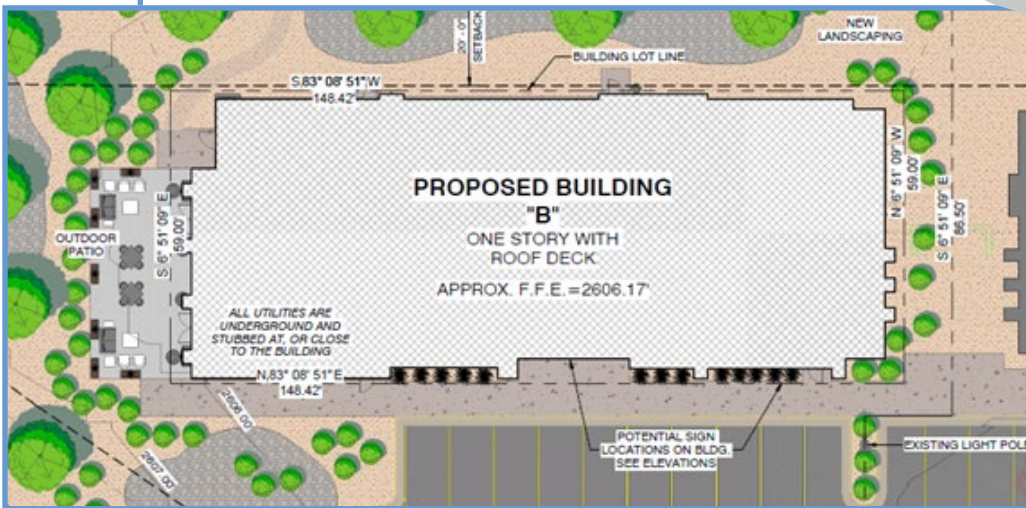 NEW
LANDSCAPING
20' - 0"
SETBACK
BUILDING LOT LINE
S 83° 08' 51" W
148.42'
PROPOSED BUILDING
"B"
ONE STORY WITH
ROOF DECK
APPROX. F.F.E. =2606.17'
N 6° 51' 09" W
59.00'
S 6° 51' 09" E
86.50'
OUTDOOR
PATIO
S 6° 51' 09" E
59.00'
ALL UTILITIES ARE
UNDERGROUND AND
STUBBED AT, OR CLOSE
TO THE BUILDING
N 83° 08' 51" E
148.42'
2606.00'
2607.00'
POTENTIAL SIGN
LOCATIONS ON BLDG.
SEE ELEVATIONS
EXISTING LIGHT POLE